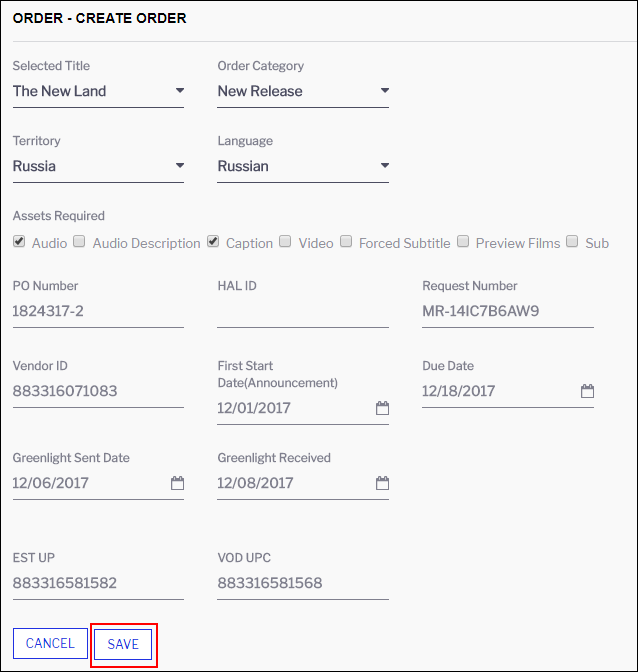 ORDER - CREATE ORDER
Selected Title Order Category
The New Land New Release
Territory Language
Russia Russian
Assets Required
Audio Audio Description Caption Video Forced Subtitle Preview Films Sub
PO Number HAL ID Request Number
1824317-2 MR-14IC7B6AW9
Vendor ID First Start Due Date
Date(Announcement)
883316071083 12/01/2017 12/18/2017
Greenlight Sent Date Greenlight Received
12/06/2017 12/08/2017
EST UP VOD UPC
883316581582 883316581568
CANCEL SAVE